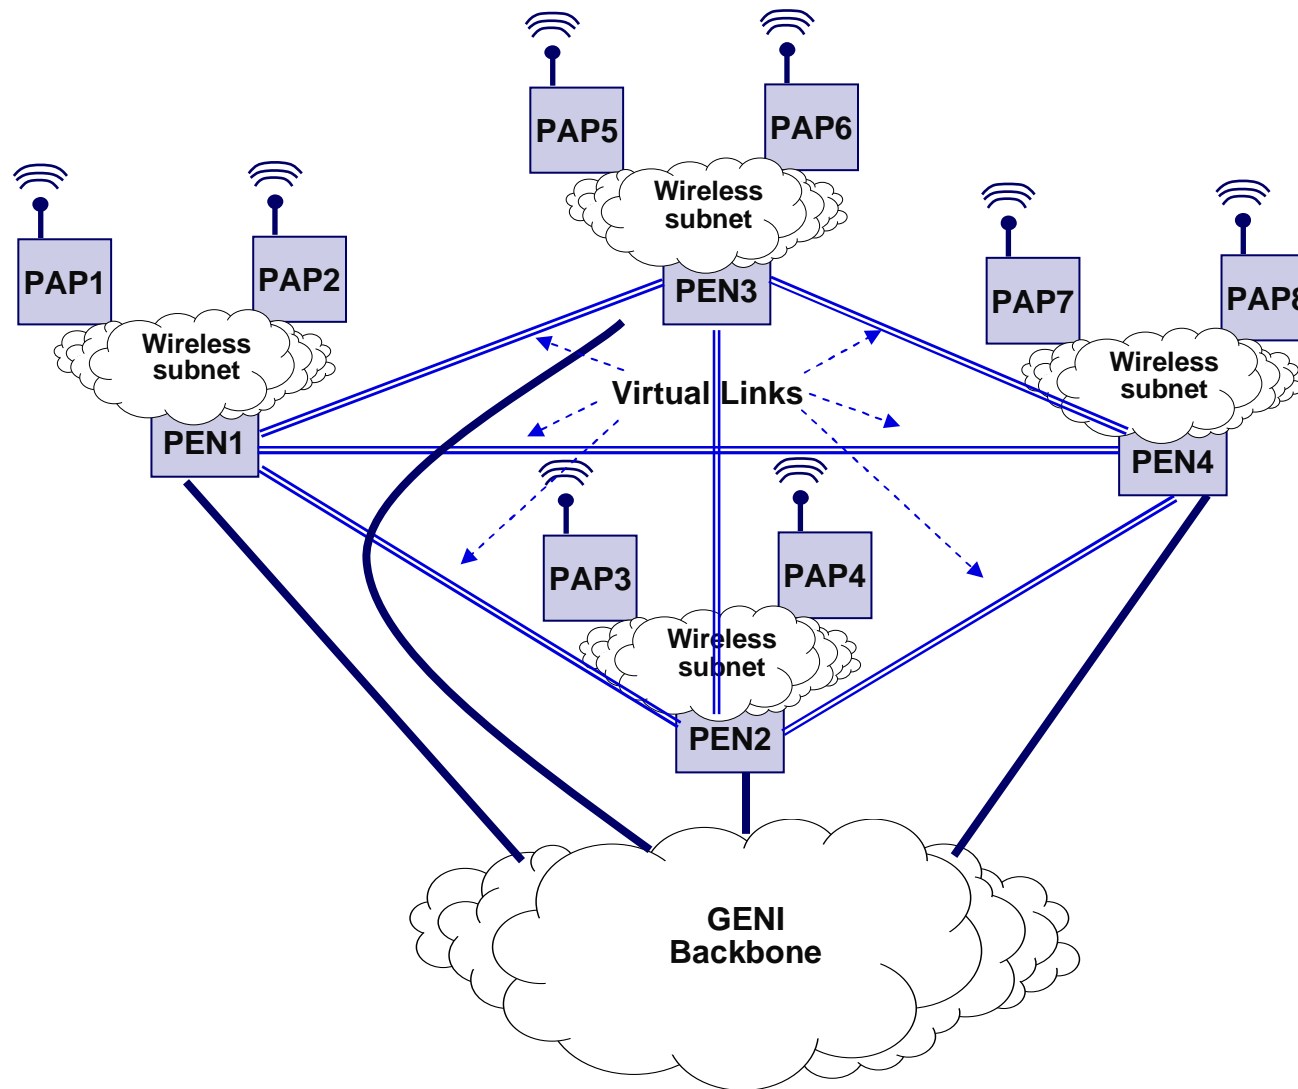 PAP5
PAP6
Wireless
subnet
PEN3
PAP1
PAP2
Wireless
subnet
PEN1
PAP7
PAP8
Wireless
subnet
PEN4
Virtual Links
PAP3
PAP4
Wireless
subnet
PEN2
GENI
Backbone